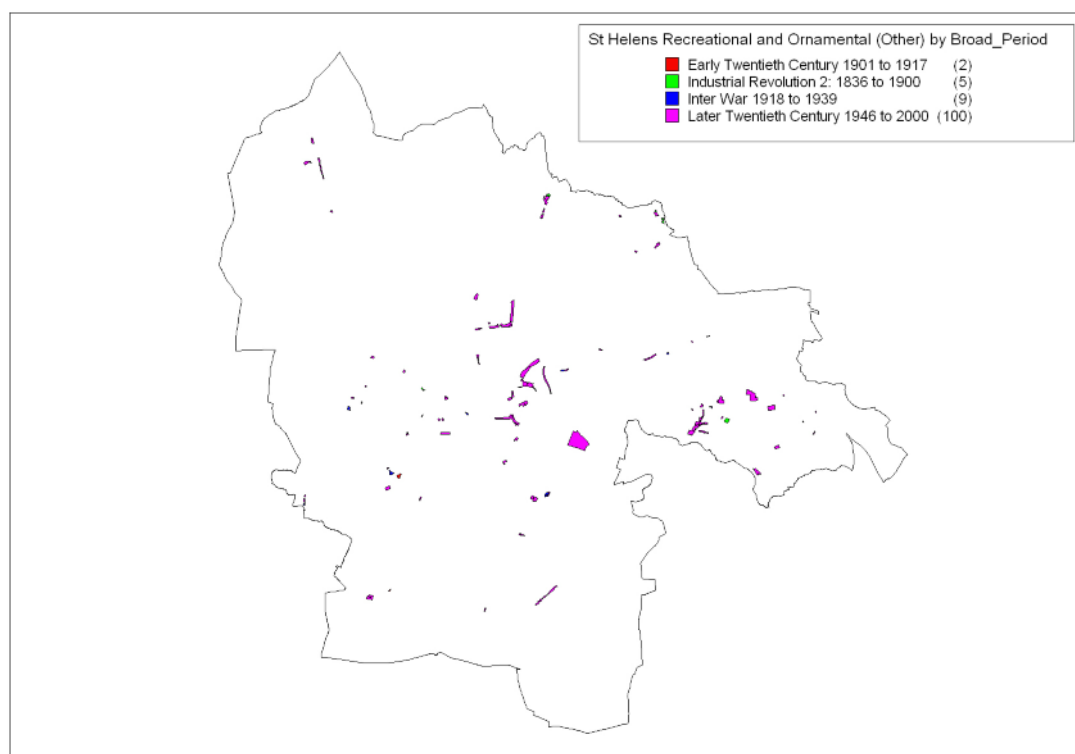 St Helens Recreational and Ornamental (Other) by Broad_Period
Early Twentieth Century 1901 to 1917 (2)
Industrial Revolution 2: 1836 to 1900 (5)
Inter War 1918 to 1939 (9)
Later Twentieth Century 1946 to 2000 (100)